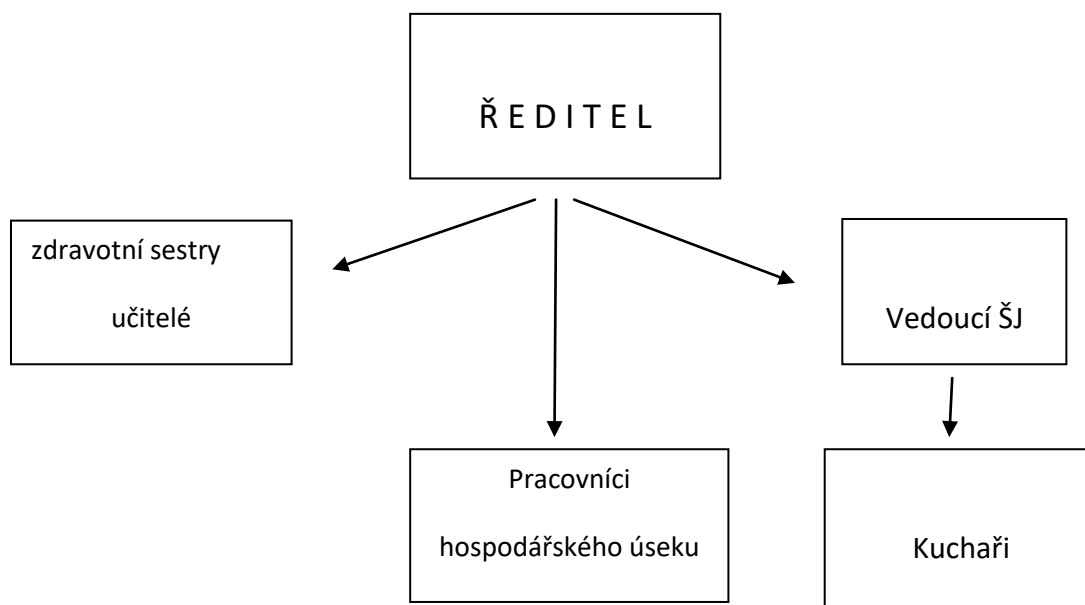 Ř E D I T E L
zdravotní sestry
učitelé
Vedoucí ŠJ
Pracovníci
hospodářského úseku
Kuchaři